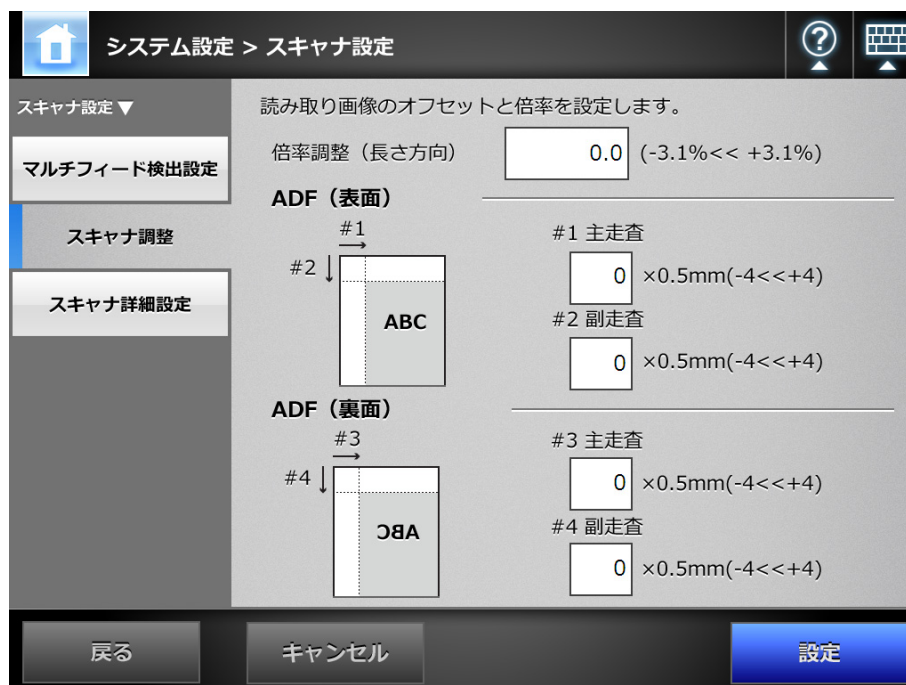 システム設定 > スキャナ設定
?
スキャナ設定▼
マルチフィード検出設定
スキャナ調整
スキャナ詳細設定
読み取り画像のオフセットと倍率を設定します。
倍率調整（長さ方向） 0.0 (-3.1%<< +3.1%)
ADF（表面）
#1
#2
ABC
#1 主走査
0 ×0.5mm(-4<<+4)
#2 副走査
0 ×0.5mm(-4<<+4)
ADF（裏面）
#3
#4
ABC
#3 主走査
0 ×0.5mm(-4<<+4)
#4 副走査
0 ×0.5mm(-4<<+4)
戻る キャンセル 設定